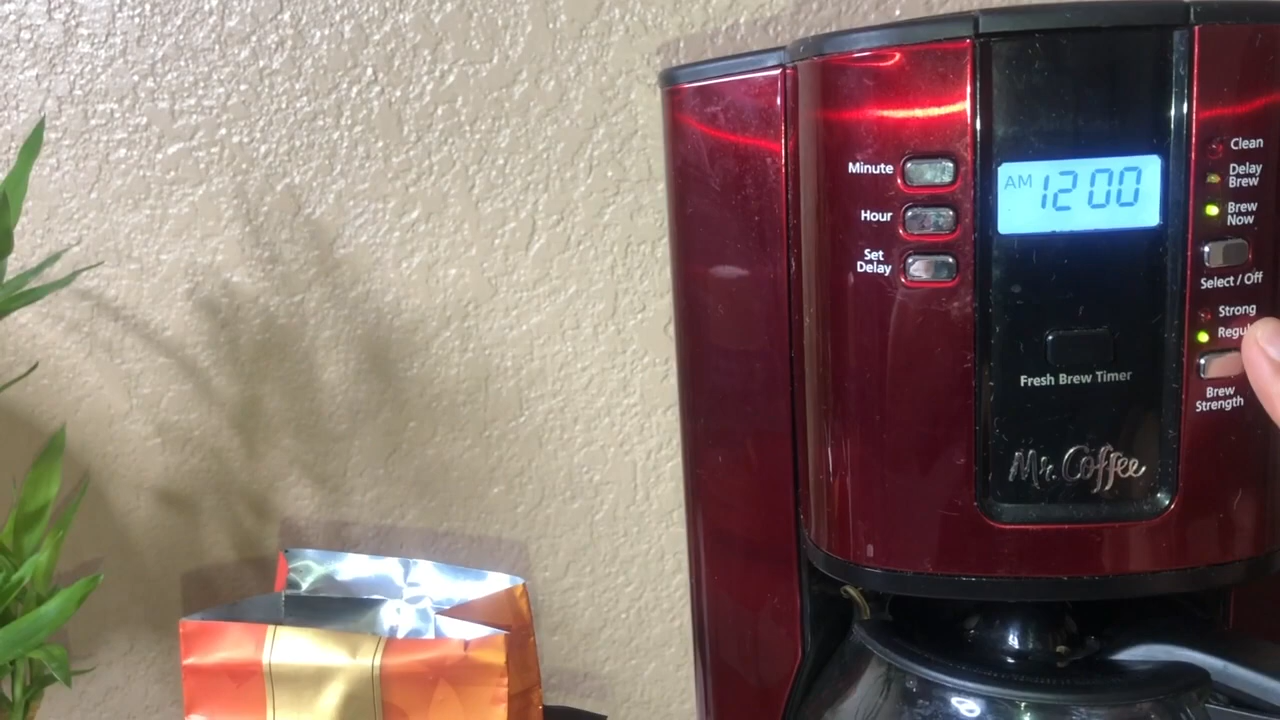 Minute
Hour
Set
Delay
AM 12 00
Fresh Brew Timer
Mr. Coffee
Clean
Delay
Brew
Brew
Now
Select / Off
Strong
Regul
Brew
Strength